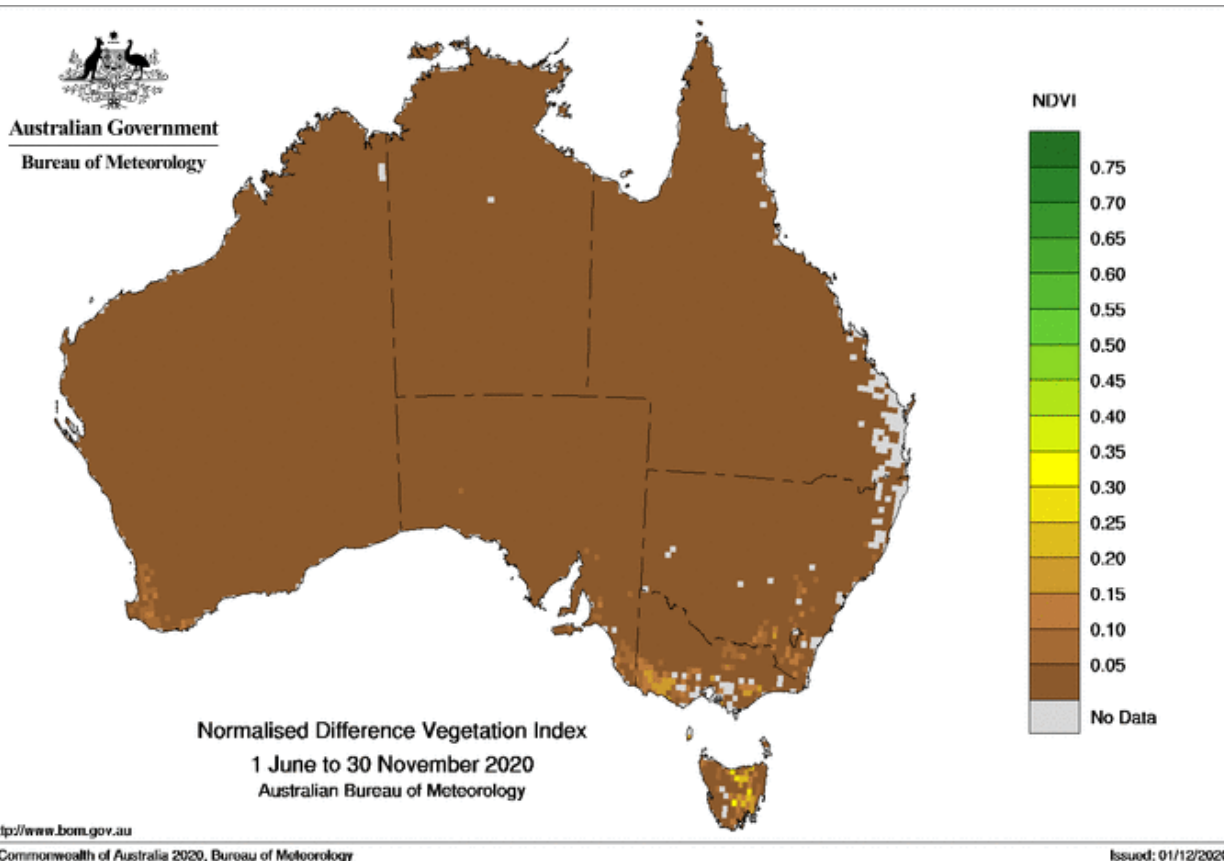 Australian Government
Bureau of Meteorology
NDVI
0.75
0.70
0.65
0.60
0.55
0.50
0.45
0.40
0.35
0.30
0.25
0.20
0.15
0.10
0.05
No Data
Normalised Difference Vegetation Index
1 June to 30 November 2020
Australian Bureau of Meteorology
tp://www.bom.gov.au
Commonwealth of Australia 2020, Bureau of Meteorology
Issued: 01/12/2020